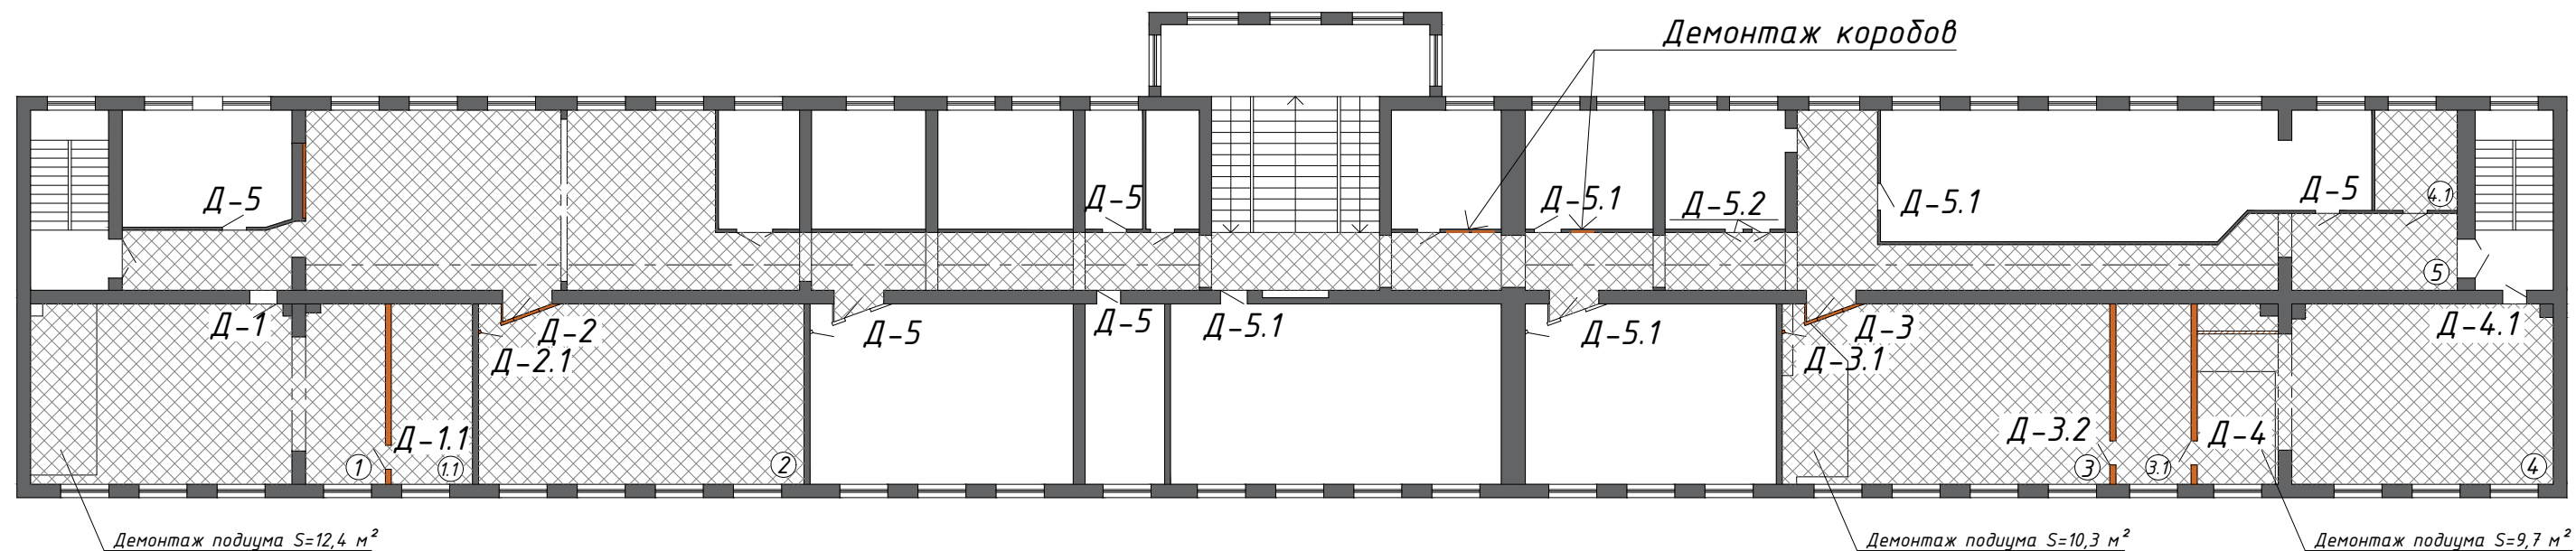 Демонтаж коробов
Д-5
Д-5
Д-5.1
Д-5.2
Д-5.1
Д-5
4.1
5
Д-1
Д-2
Д-2.1
Д-5
Д-5
Д-5.1
Д-5.1
Д-3
Д-3.1
Д-4.1
Д-1.1
1
1.1
2
Д-3.2
3
3.1
Д-4
4
Демонтаж подиума S=12,4 м²
Демонтаж подиума S=10,3 м²
Демонтаж подиума S=9,7 м²